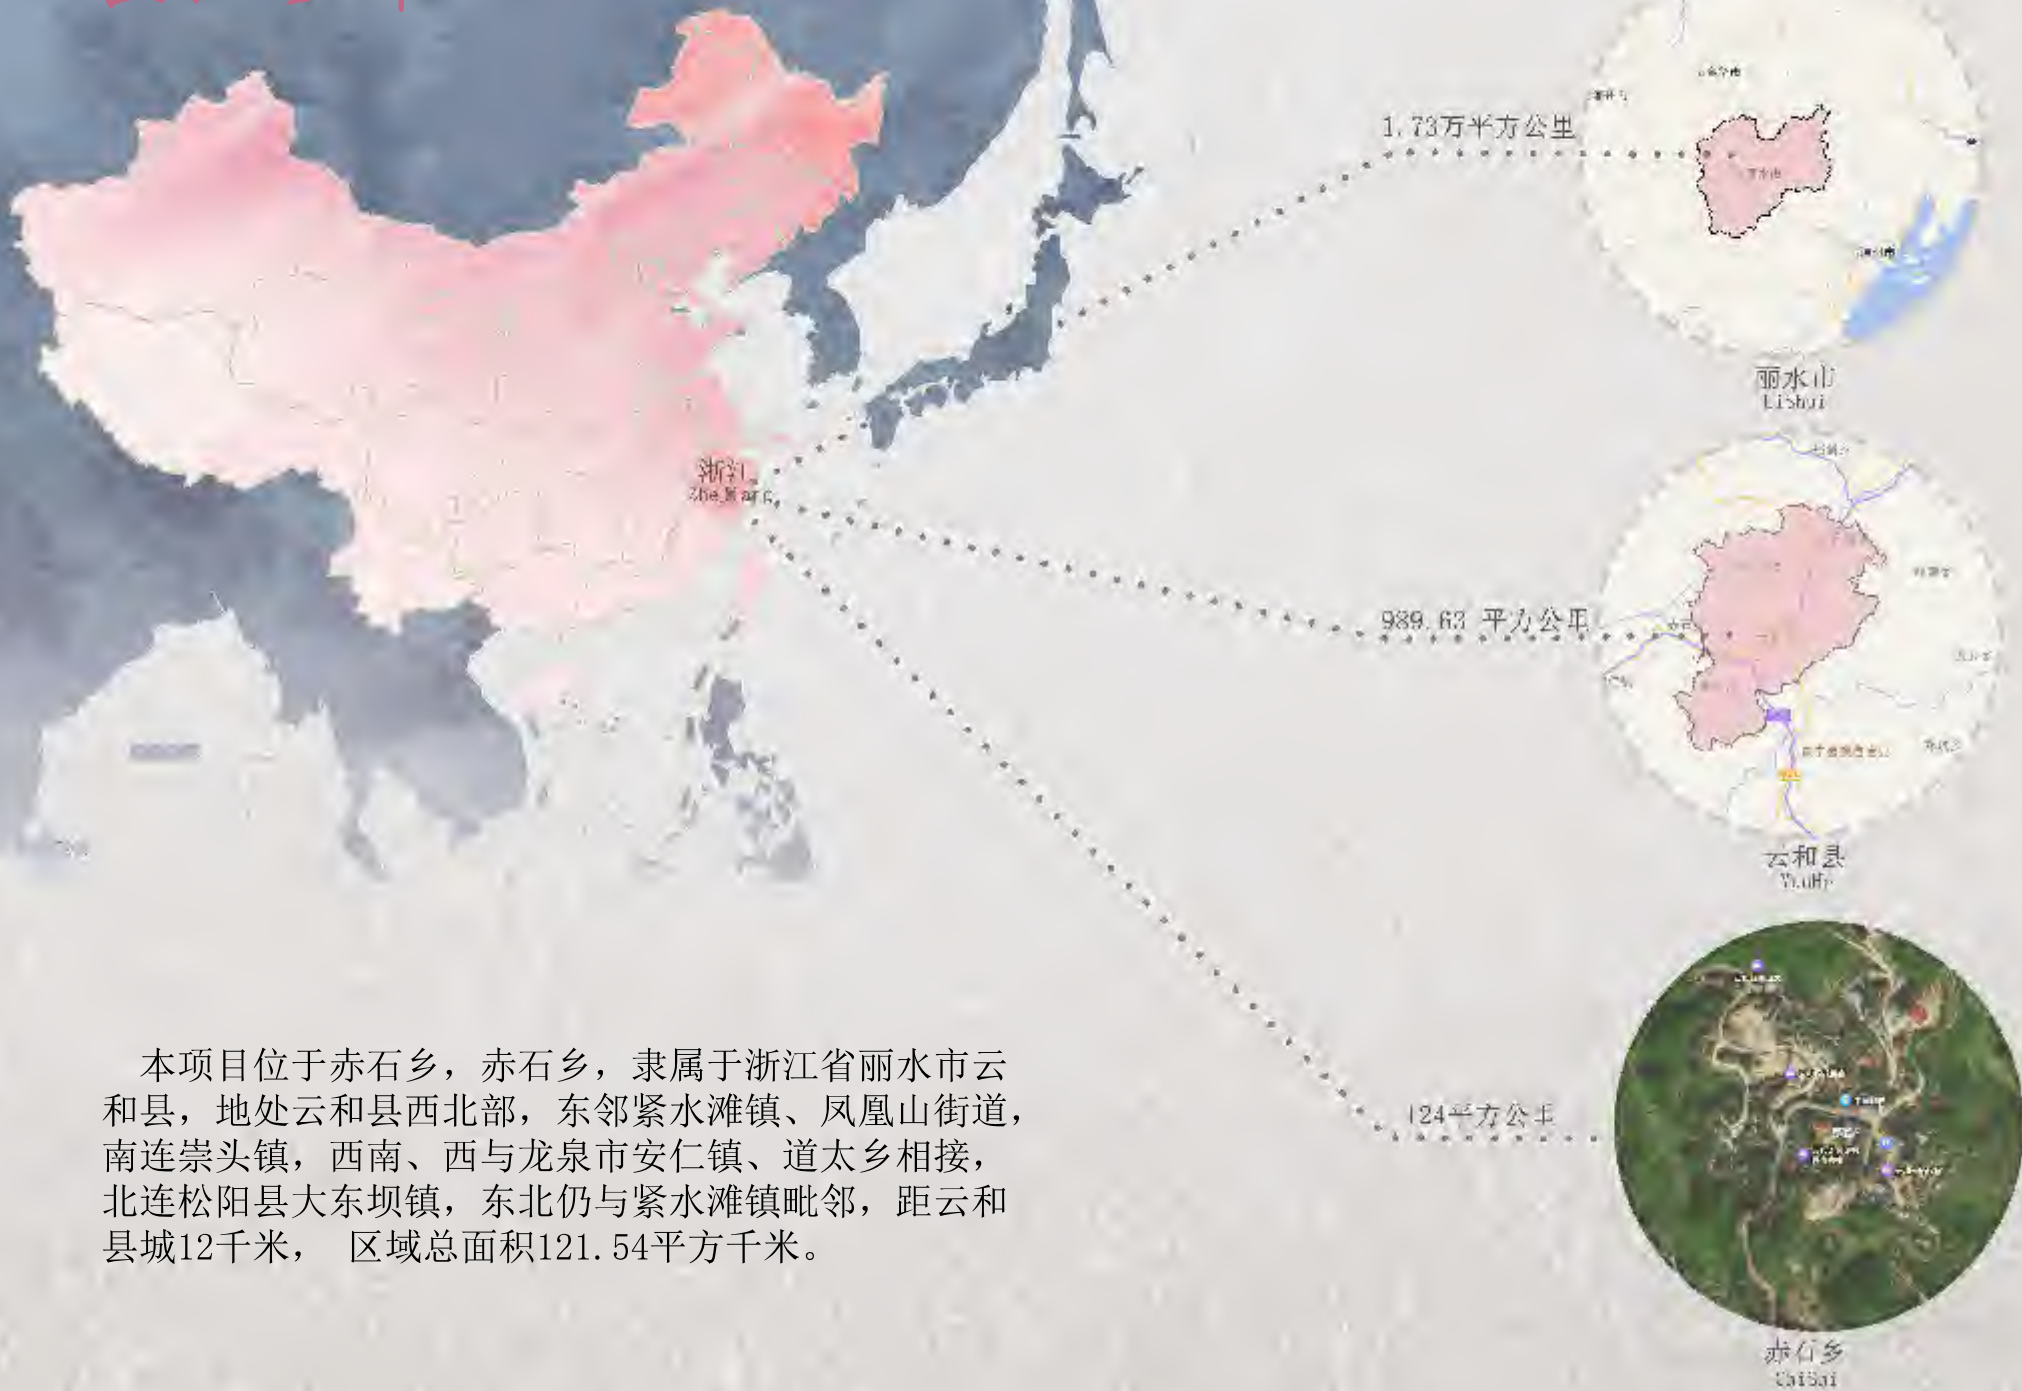 1.73万平方公里
丽水市
Lishui
浙江
989.63 平方公里
云和县
YunHe
124平方公里
本项目位于赤石乡，赤石乡，隶属于浙江省丽水市云
和县，地处云和县西北部，东邻紧水滩镇、凤凰山街道，
南连崇头镇，西南、西与龙泉市安仁镇、道太乡相接，
北连松阳县大东坝镇，东北仍与紧水滩镇毗邻，距云和
县城12千米， 区域总面积121.54平方千米。
赤石乡
ChiShi